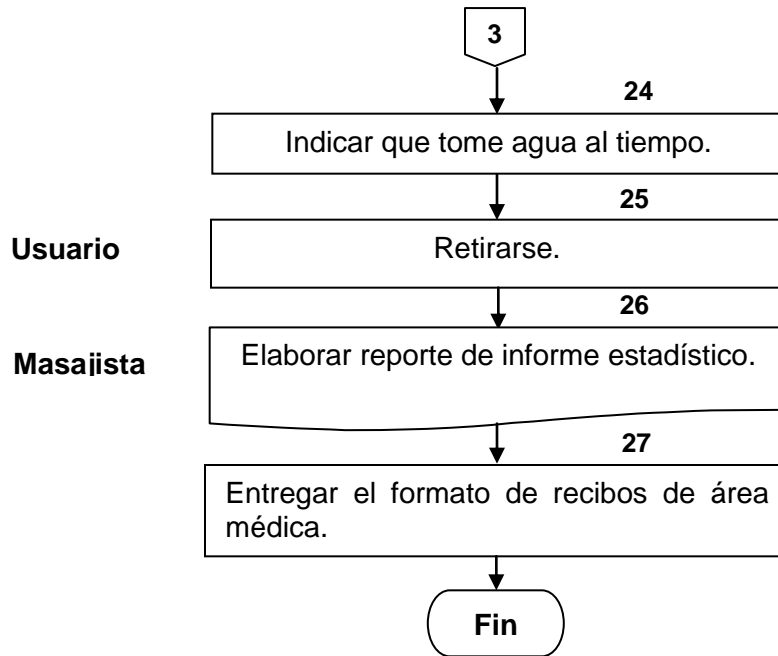 3
24
Indicar que tome agua al tiempo.
25
Usuario
Retirarse.
26
Masajista
Elaborar reporte de informe estadístico.
27
Entregar el formato de recibos de área
médica.
Fin